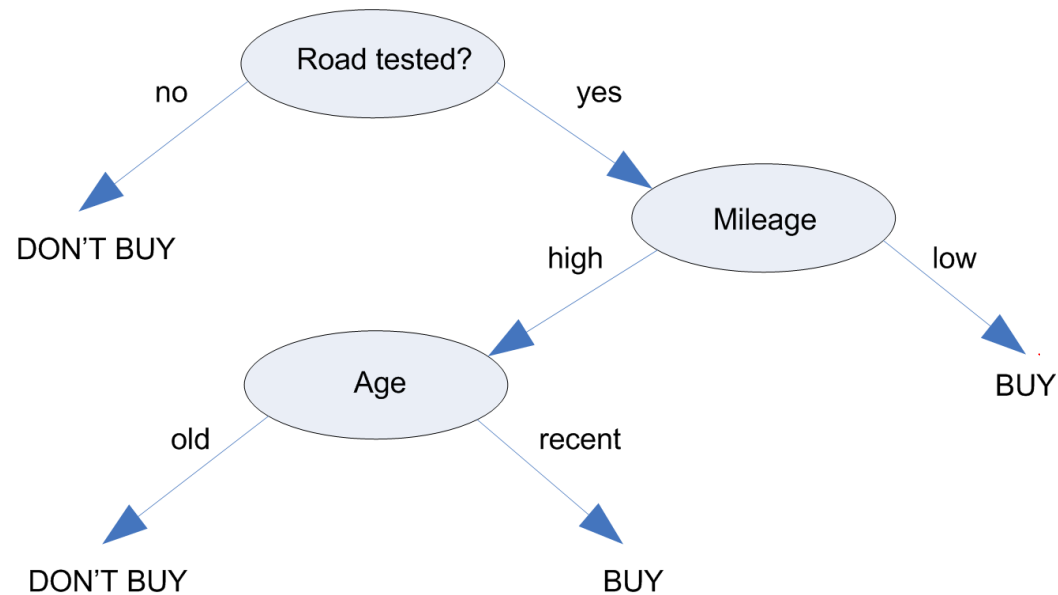 Road tested?
no
yes
DON’T BUY
Mileage
high
low
Age
BUY
old
recent
DON’T BUY
BUY